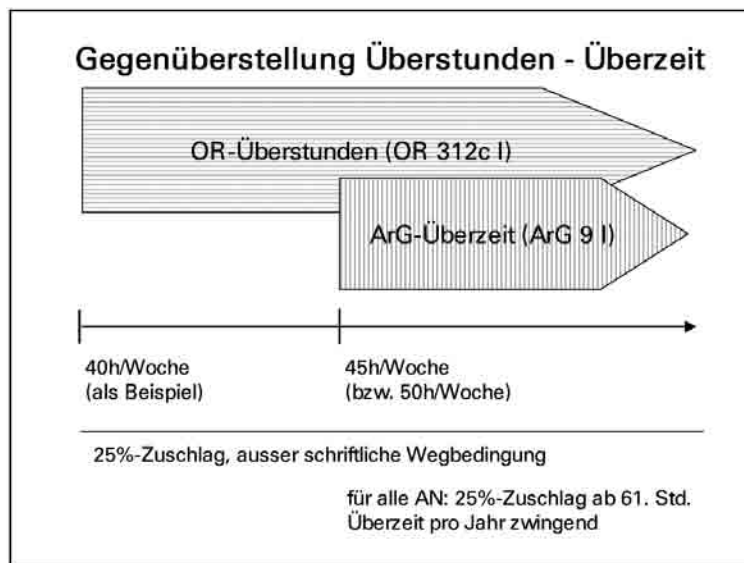 Gegenüberstellung Überstunden - Überzeit
OR-Überstunden (OR 312c I)
ArG-Überzeit (ArG 9 I)
40h/Woche
(als Beispiel)
45h/Woche
(bzw. 50h/Woche)
25%-Zuschlag, ausser schriftliche Wegbedingung
für alle AN: 25%-Zuschlag ab 61. Std.
Überzeit pro Jahr zwingend